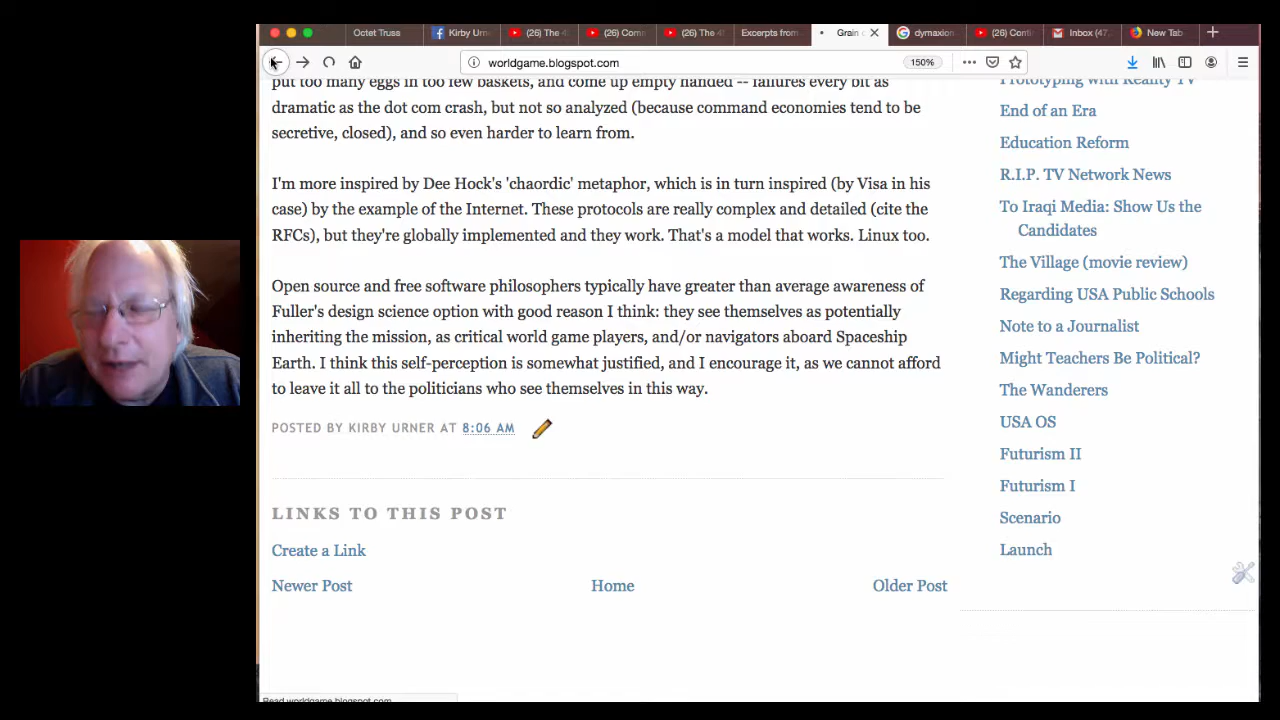 Octet Truss
Kirby Urn
(26) The 4
(26) Com
(26) The 4
Excerpts from
Grain
dymaxion
(26) Conti
Inbox (47,
New Tab
worldgame.blogspot.com
150%
put too many eggs in too few baskets, and come up empty handed -- failures every bit as
dramatic as the dot com crash, but not so analyzed (because command economies tend to be
secretive, closed), and so even harder to learn from.
I'm more inspired by Dee Hock's 'chaordic' metaphor, which is in turn inspired (by Visa in his
case) by the example of the Internet. These protocols are really complex and detailed (cite the
RFCs), but they're globally implemented and they work. That's a model that works. Linux too.
Open source and free software philosophers typically have greater than average awareness of
Fuller's design science option with good reason I think: they see themselves as potentially
inheriting the mission, as critical world game players, and/or navigators aboard Spaceship
Earth. I think this self-perception is somewhat justified, and I encourage it, as we cannot afford
to leave it all to the politicians who see themselves in this way.
POSTED BY KIRBY URNER AT 8:06 AM
LINKS TO THIS POST
Create a Link
Newer Post
Home
Older Post
Prototyping with Reality TV
End of an Era
Education Reform
R.I.P. TV Network News
To Iraqi Media: Show Us the
Candidates
The Village (movie review)
Regarding USA Public Schools
Note to a Journalist
Might Teachers Be Political?
The Wanderers
USA OS
Futurism II
Futurism I
Scenario
Launch
Read worldgame.blogspot.com